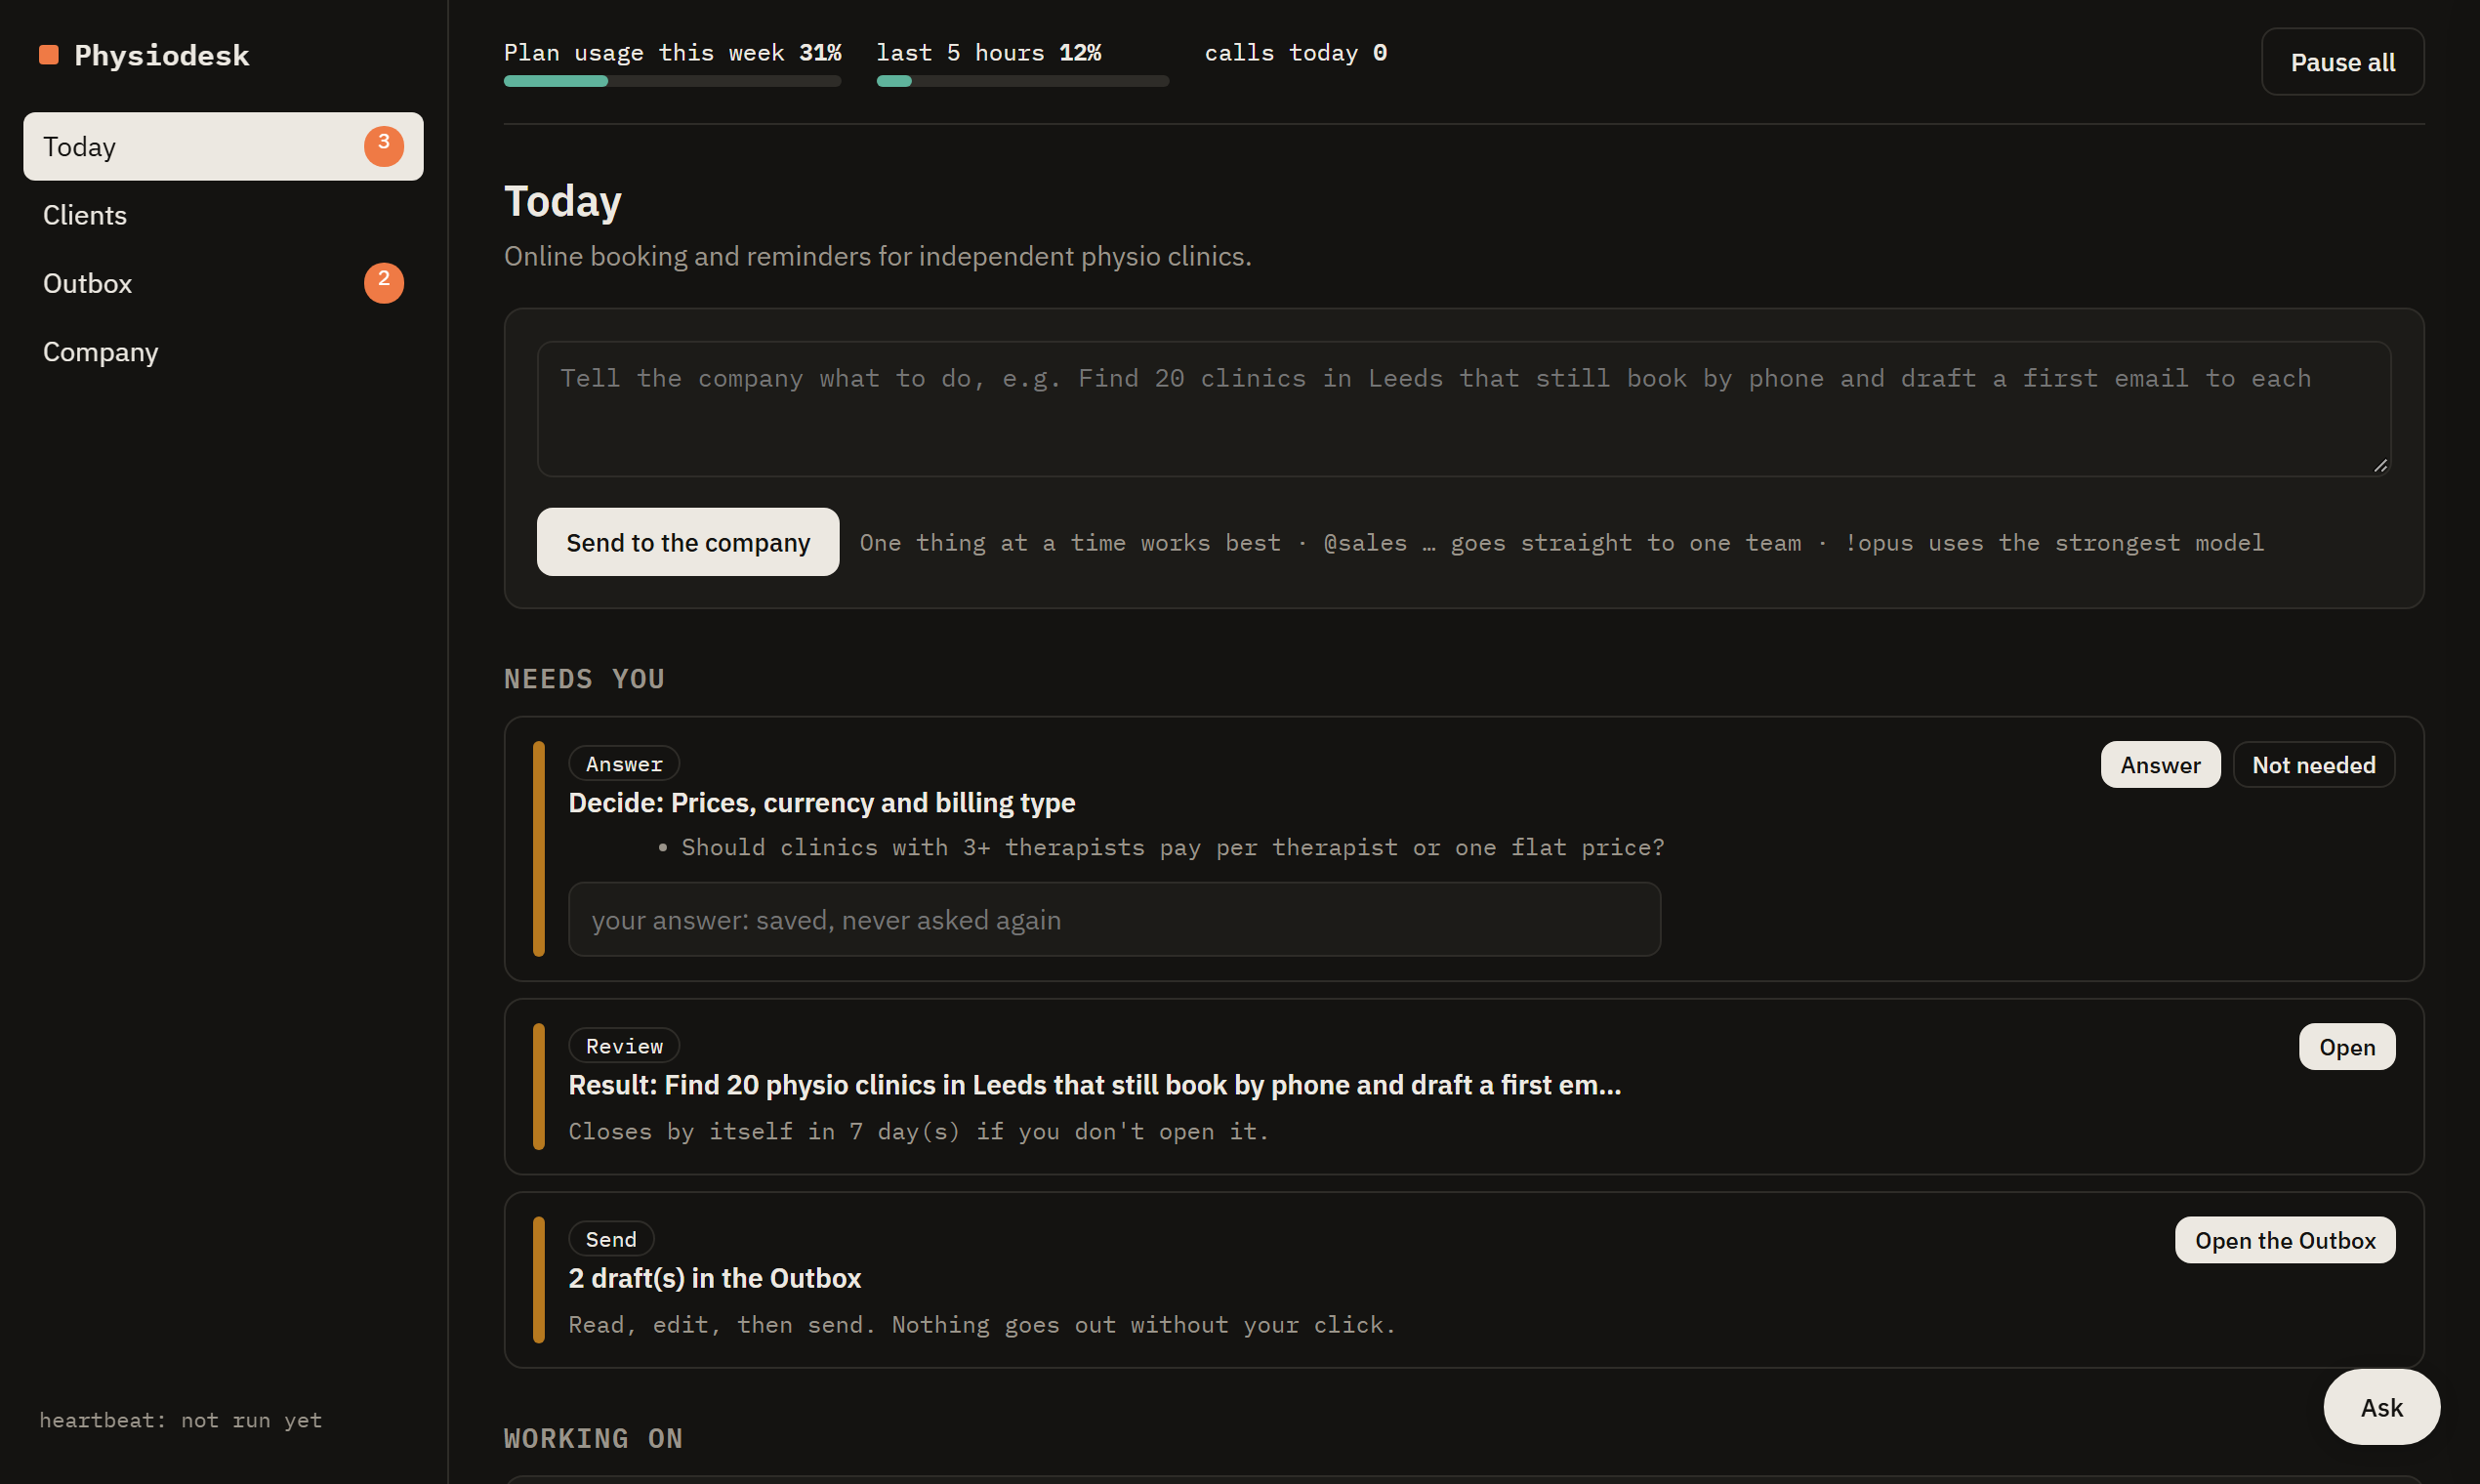 Physiodesk
Today 3
Clients
Outbox 2
Company
heartbeat: not run yet
Plan usage this week 31% last 5 hours 12% calls today 0
Pause all
Today
Online booking and reminders for independent physio clinics.
Tell the company what to do, e.g. Find 20 clinics in Leeds that still book by phone and draft a first email to each
Send to the company One thing at a time works best · @sales … goes straight to one team · !opus uses the strongest model
NEEDS YOU
Answer
Answer Not needed
Decide: Prices, currency and billing type
• Should clinics with 3+ therapists pay per therapist or one flat price?
your answer: saved, never asked again
Review
Open
Result: Find 20 physio clinics in Leeds that still book by phone and draft a first em...
Closes by itself in 7 day(s) if you don't open it.
Send
Open the Outbox
2 draft(s) in the Outbox
Read, edit, then send. Nothing goes out without your click.
Ask
WORKING ON